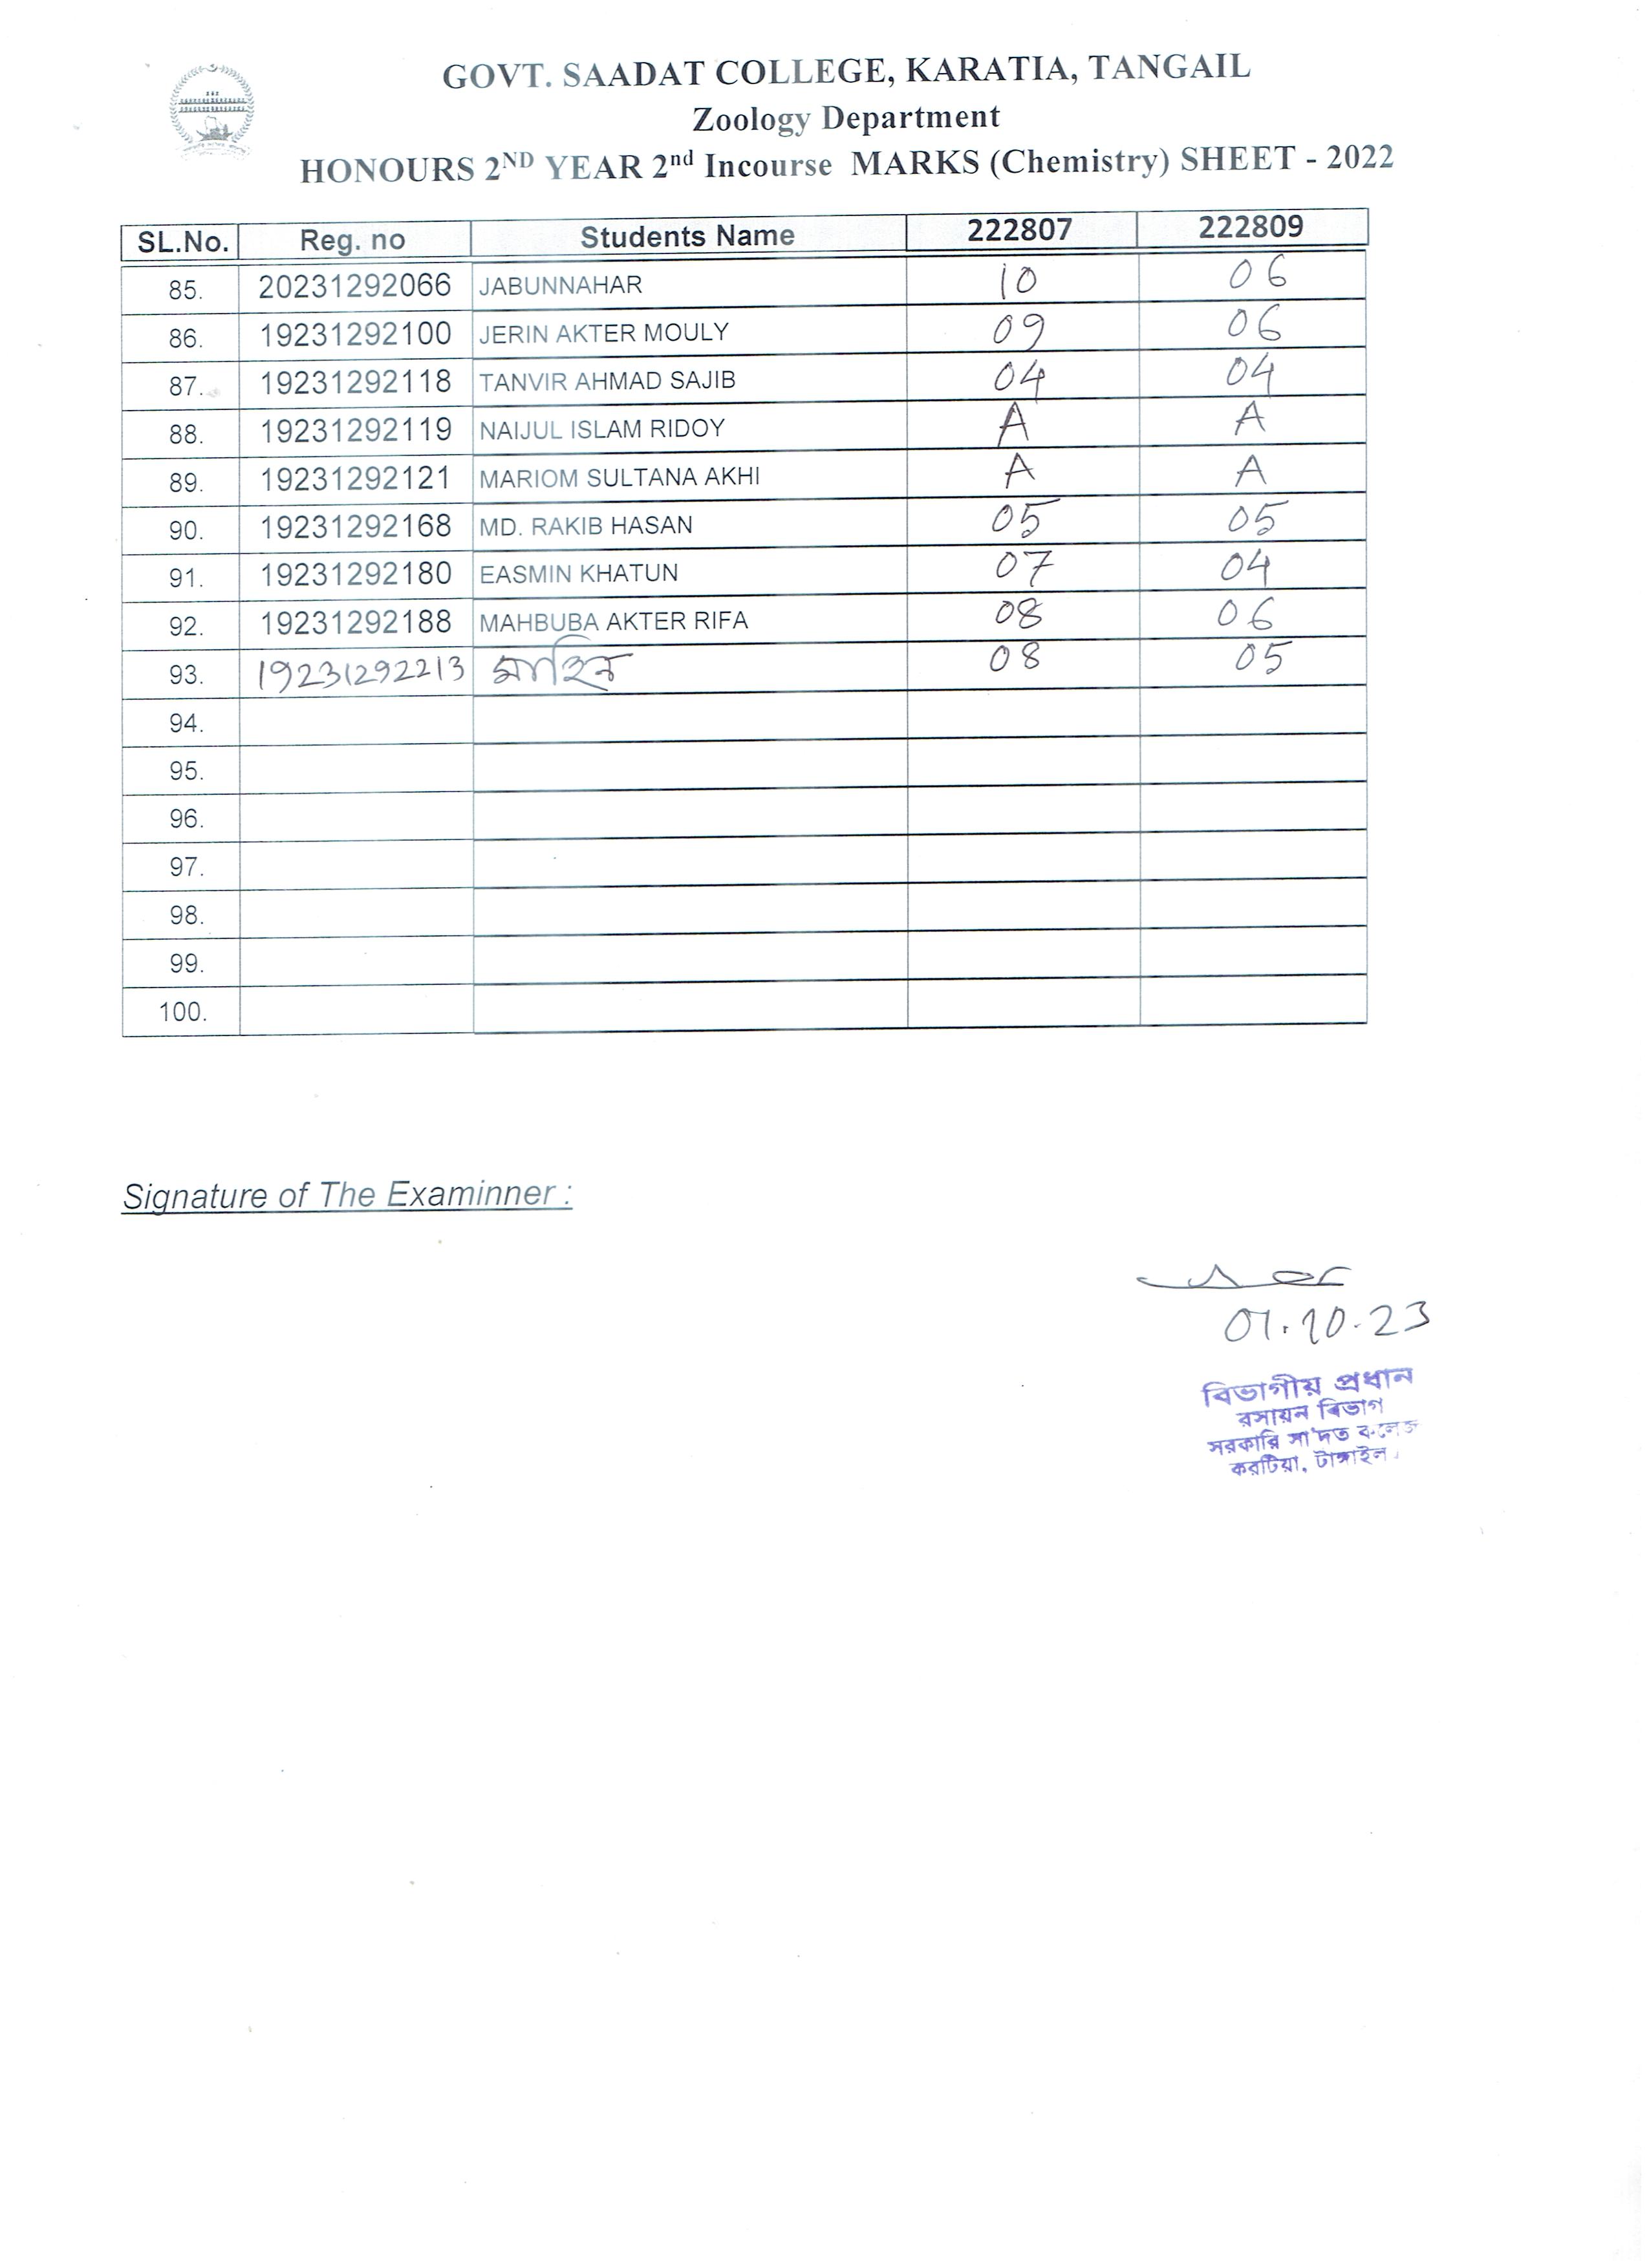 GOVT. SAADAT COLLEGE, KARATIA, TANGAIL
Zoology Department
HONOURS 2ND YEAR 2nd Incourse MARKS (Chemistry) SHEET - 2022
SL.No. Reg. no Students Name 222807 222809
85. 20231292066 JABUNNAHAR 10 06
86. 19231292100 JERIN AKTER MOULY 09 06
87. 19231292118 TANVIR AHMAD SAJIB 04 04
88. 19231292119 NAIJUL ISLAM RIDOY A A
89. 19231292121 MARIOM SULTANA AKHI A A
90. 19231292168 MD. RAKIB HASAN 05 05
91. 19231292180 EASMIN KHATUN 07 04
92. 19231292188 MAHBUBA AKTER RIFA 08 06
93. 19231292213 08 05
94.
95.
96.
97.
98.
99.
100.
Signature of The Examinner :
01.10.23
বিভাগীয় প্রধান
রসায়ন বিভাগ
সরকারি সা'দত কলেজ
করটিয়া, টাঙ্গাইল।